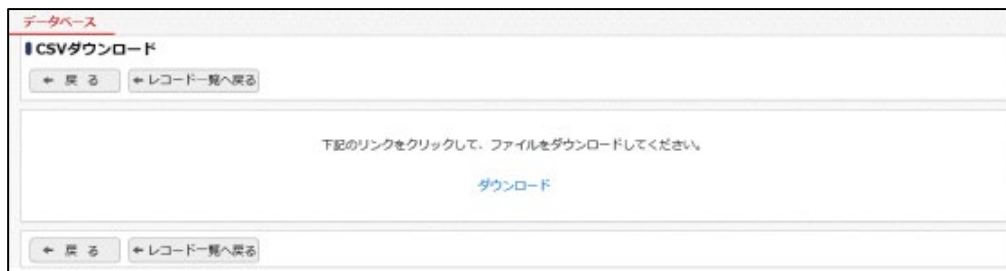 データベース
CSVダウンロード
← 戻 る ←レコード一覧へ戻る
下記のリンクをクリックして、ファイルをダウンロードしてください。
ダウンロード
← 戻 る ←レコード一覧へ戻る